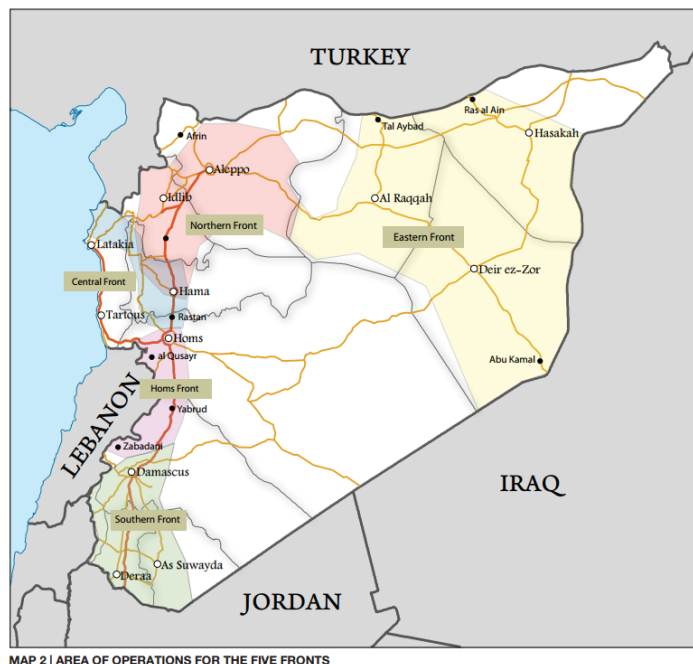 TURKEY
Ras al Ain
Tal Aybad
Hasakah
Afrin
Aleppo
Idlib
Al Raqqah
Northern Front
Eastern Front
Latakia
Deir ez-Zor
Central Front
Hama
Tartous
Rastan
Homs
al Qusayr
Abu Kamal
Homs Front
LEBANON
Yabrud
Zabadani
Damascus
IRAQ
Southern Front
As Suwayda
Deraa
JORDAN
MAP 2 | AREA OF OPERATIONS FOR THE FIVE FRONTS